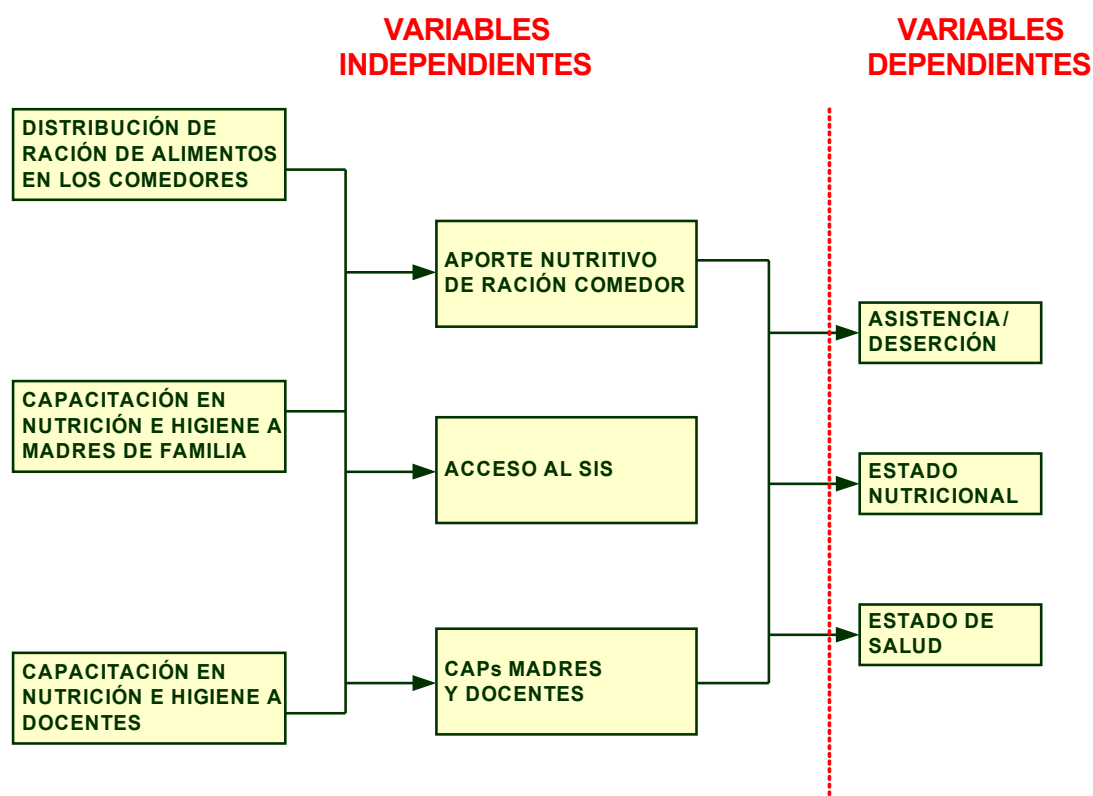 VARIABLES
INDEPENDIENTES
VARIABLES
DEPENDIENTES
DISTRIBUCIÓN DE
RACIÓN DE ALIMENTOS
EN LOS COMEDORES
CAPACITACIÓN EN
NUTRICIÓN E HIGIENE A
MADRES DE FAMILIA
CAPACITACIÓN EN
NUTRICIÓN E HIGIENE A
DOCENTES
APORTE NUTRITIVO
DE RACIÓN COMEDOR
ACCESO AL SIS
CAPs MADRES
Y DOCENTES
ASISTENCIA/
DESERCIÓN
ESTADO
NUTRICIONAL
ESTADO DE
SALUD